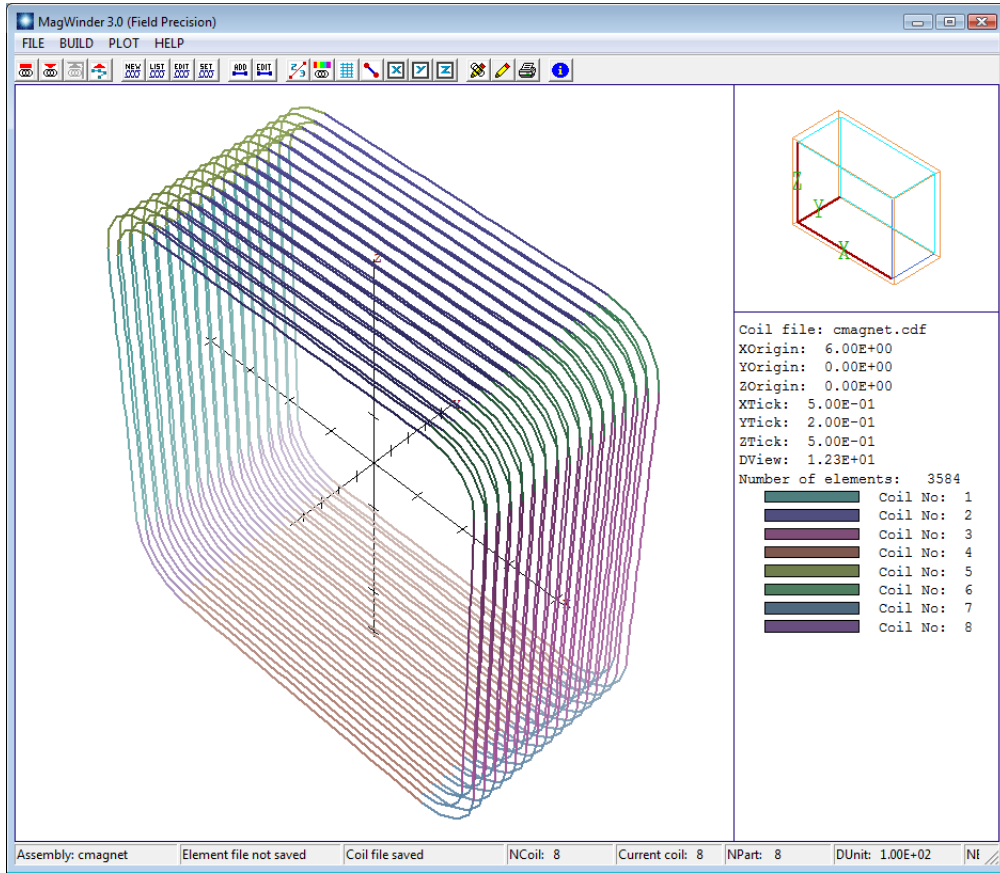 MagWinder 3.0 (Field Precision)
FILE BUILD PLOT HELP
NEW LIST EDIT SET ADD EDIT Z/3 X Y Z i
Z
Y
X
Z
Y
X
Coil file: cmagnet.cdf
XOrigin: 6.00E+00
YOrigin: 0.00E+00
ZOrigin: 0.00E+00
XTick: 5.00E-01
YTick: 2.00E-01
ZTick: 5.00E-01
DView: 1.23E+01
Number of elements: 3584
Coil No: 1
Coil No: 2
Coil No: 3
Coil No: 4
Coil No: 5
Coil No: 6
Coil No: 7
Coil No: 8
Assembly: cmagnet Element file not saved Coil file saved NCoil: 8 Current coil: 8 NPart: 8 DUnit: 1.00E+02